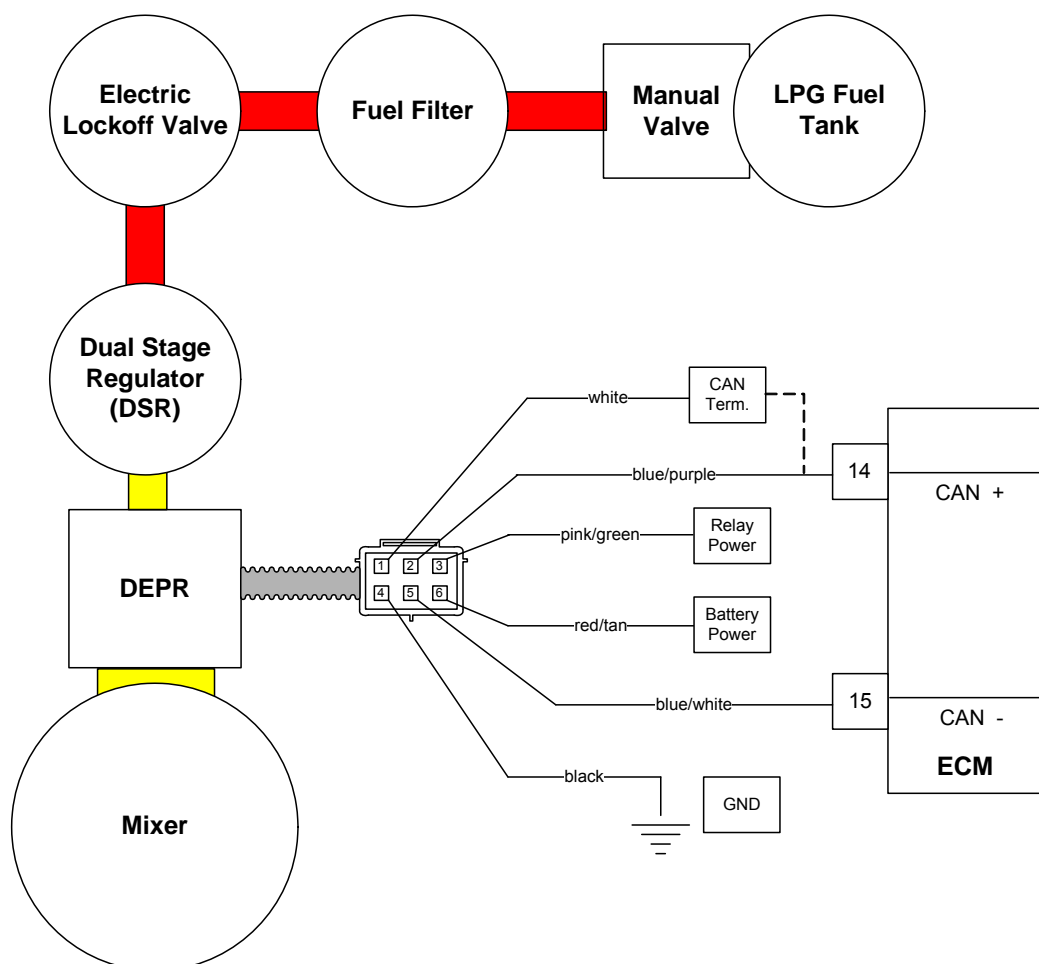 Electric
Lockoff Valve
Fuel Filter
Manual
Valve
LPG Fuel
Tank
Dual Stage
Regulator
(DSR)
white
CAN
Term.
blue/purple
14
CAN +
pink/green
Relay
Power
1 2 3
4 5 6
DEPR
red/tan
Battery
Power
blue/white
15
CAN -
ECM
black
GND
Mixer